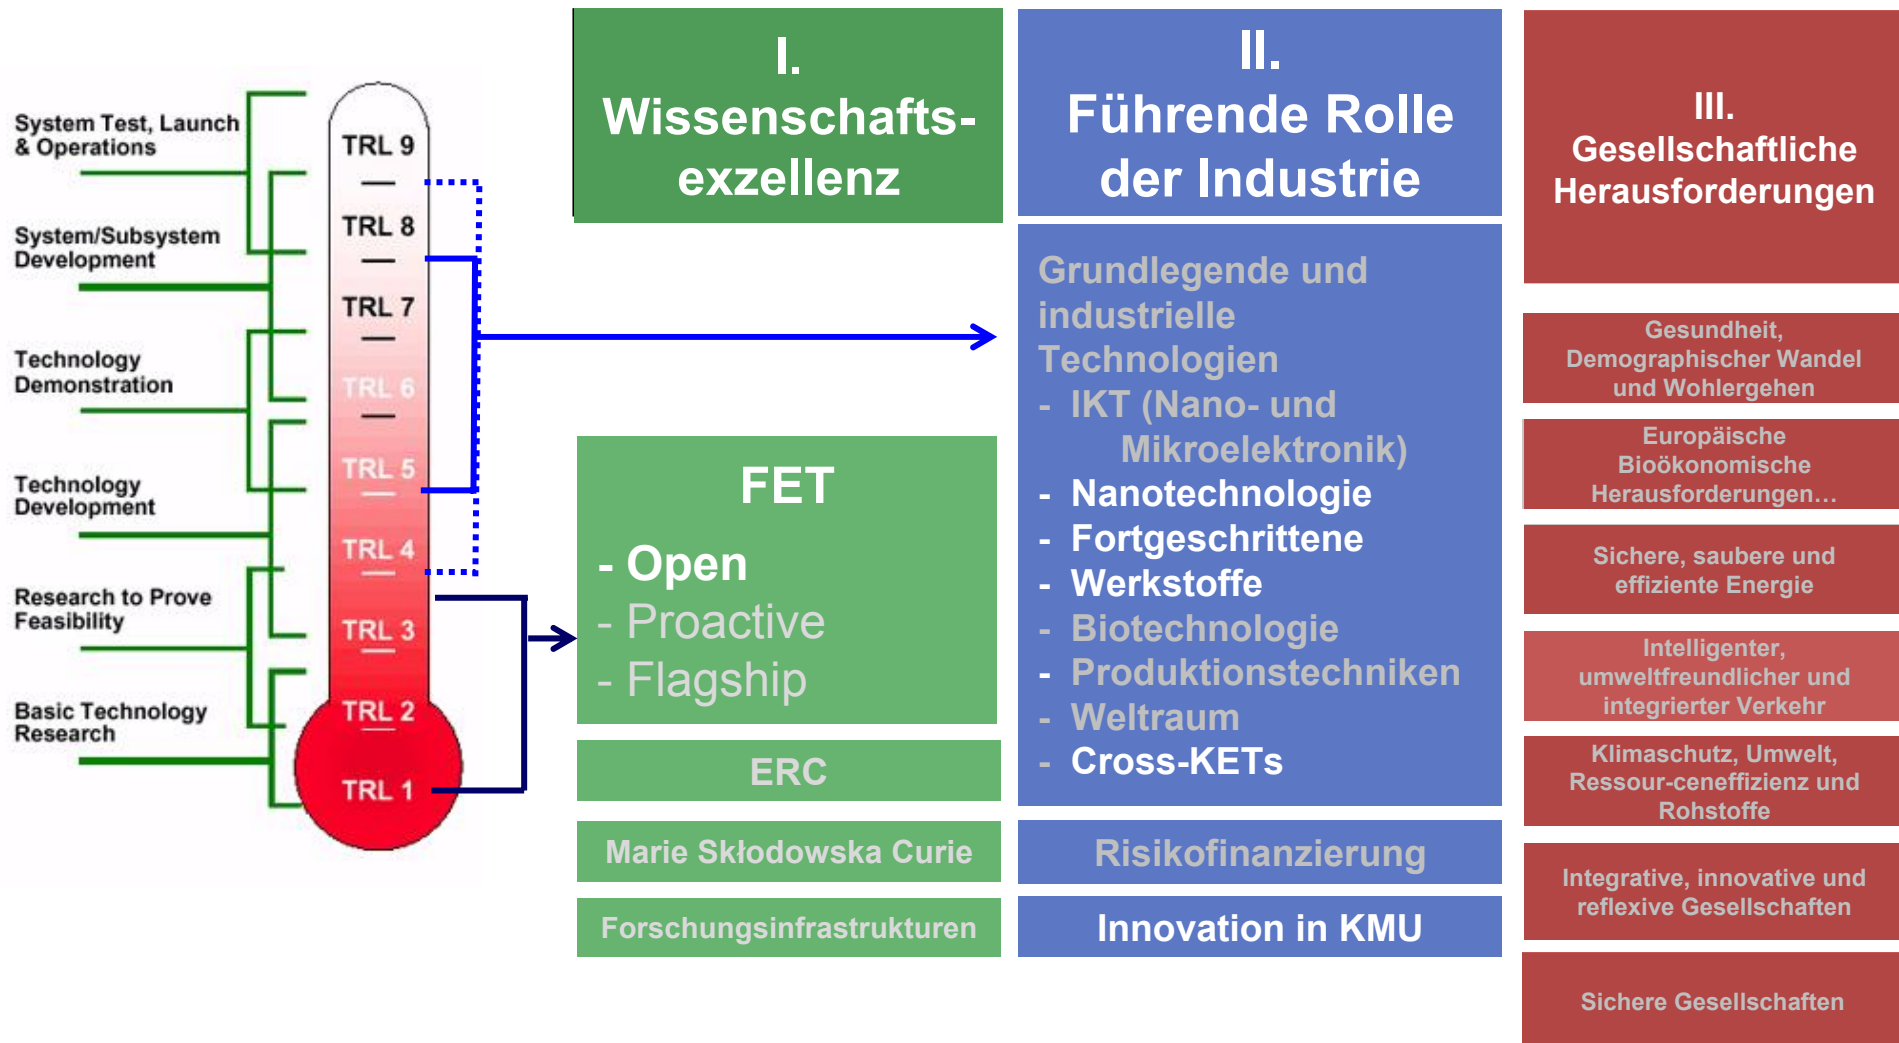 System Test, Launch
& Operations
System/Subsystem
Development
Technology
Demonstration
Technology
Development
Research to Prove
Feasibility
Basic Technology
Research
TRL 9
TRL 8
TRL 7
TRL 6
TRL 5
TRL 4
TRL 3
TRL 2
TRL 1
I.
Wissenschafts-
exzellenz
FET
- Open
- Proactive
- Flagship
ERC
Marie Skłodowska Curie
Forschungsinfrastrukturen
II.
Führende Rolle
der Industrie
Grundlegende und
industrielle
Technologien
- IKT (Nano- und
Mikroelektronik)
- Nanotechnologie
- Fortgeschrittene
- Werkstoffe
- Biotechnologie
- Produktionstechniken
- Weltraum
- Cross-KETs
Risikofinanzierung
Innovation in KMU
III.
Gesellschaftliche
Herausforderungen
Gesundheit,
Demographischer Wandel
und Wohlergehen
Europäische
Bioökonomische
Herausforderungen…
Sichere, saubere und
effiziente Energie
Intelligenter,
umweltfreundlicher und
integrierter Verkehr
Klimaschutz, Umwelt,
Ressour-ceneffizienz und
Rohstoffe
Integrative, innovative und
reflexive Gesellschaften
Sichere Gesellschaften